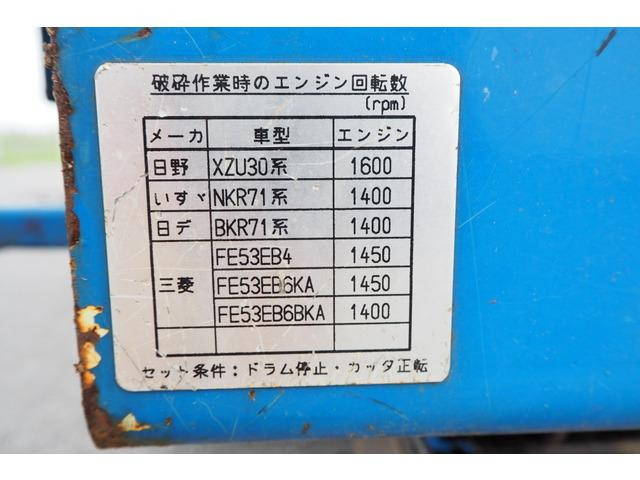 破砕作業時のエンジン回転数
(rpm)
メーカ 車型 エンジン
日野 XZU30系 1600
いすゞ NKR71系 1400
日デ BKR71系 1400
三菱 FE53EB4 1450
FE53EB6KA 1450
FE53EB6BKA 1400
セット条件:ドラム停止・カッタ正転